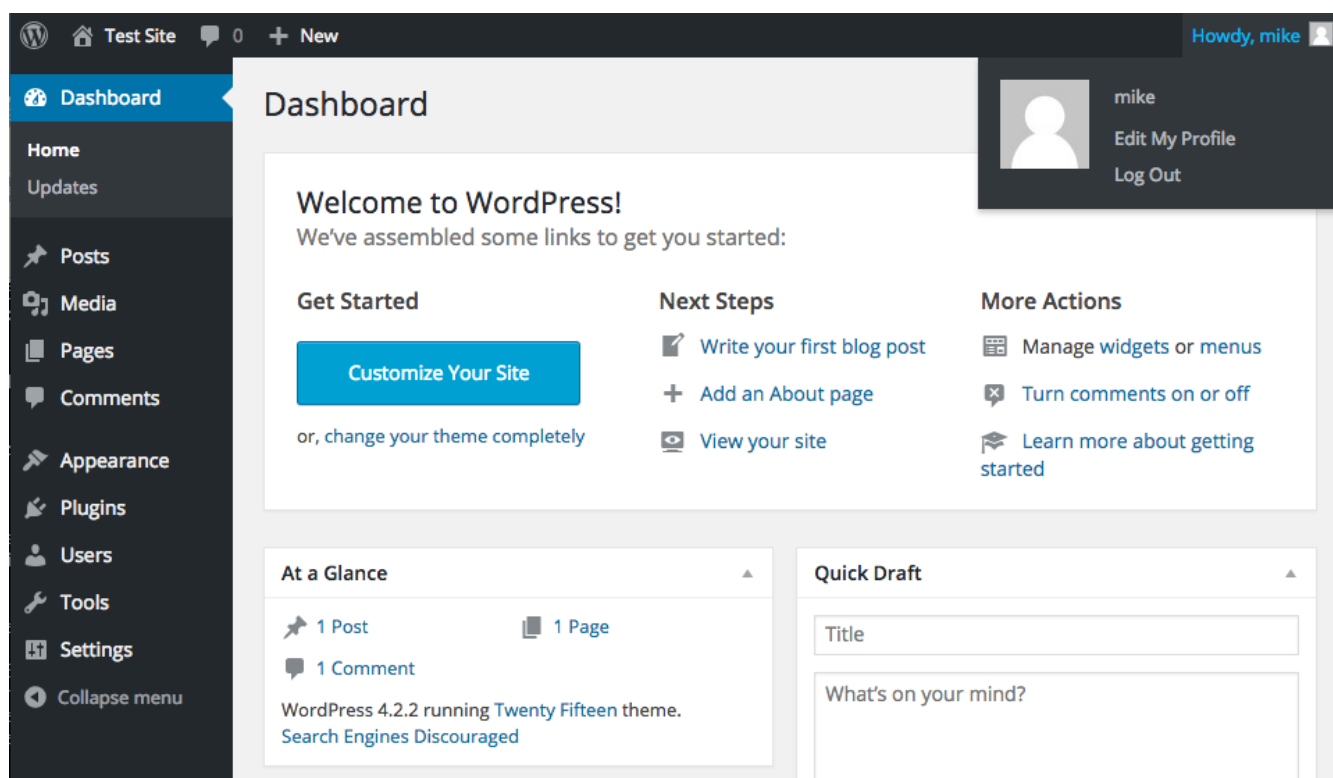 Test Site 0 + New Howdy, mike
mike
Edit My Profile
Log Out
Dashboard
Home
Updates
Posts
Media
Pages
Comments
Appearance
Plugins
Users
Tools
Settings
Collapse menu
Dashboard
Welcome to WordPress!
We've assembled some links to get you started:
Get Started
Customize Your Site
or, change your theme completely
Next Steps
Write your first blog post
Add an About page
View your site
More Actions
Manage widgets or menus
Turn comments on or off
Learn more about getting
started
At a Glance
1 Post 1 Page
1 Comment
WordPress 4.2.2 running Twenty Fifteen theme.
Search Engines Discouraged
Quick Draft
Title
What's on your mind?